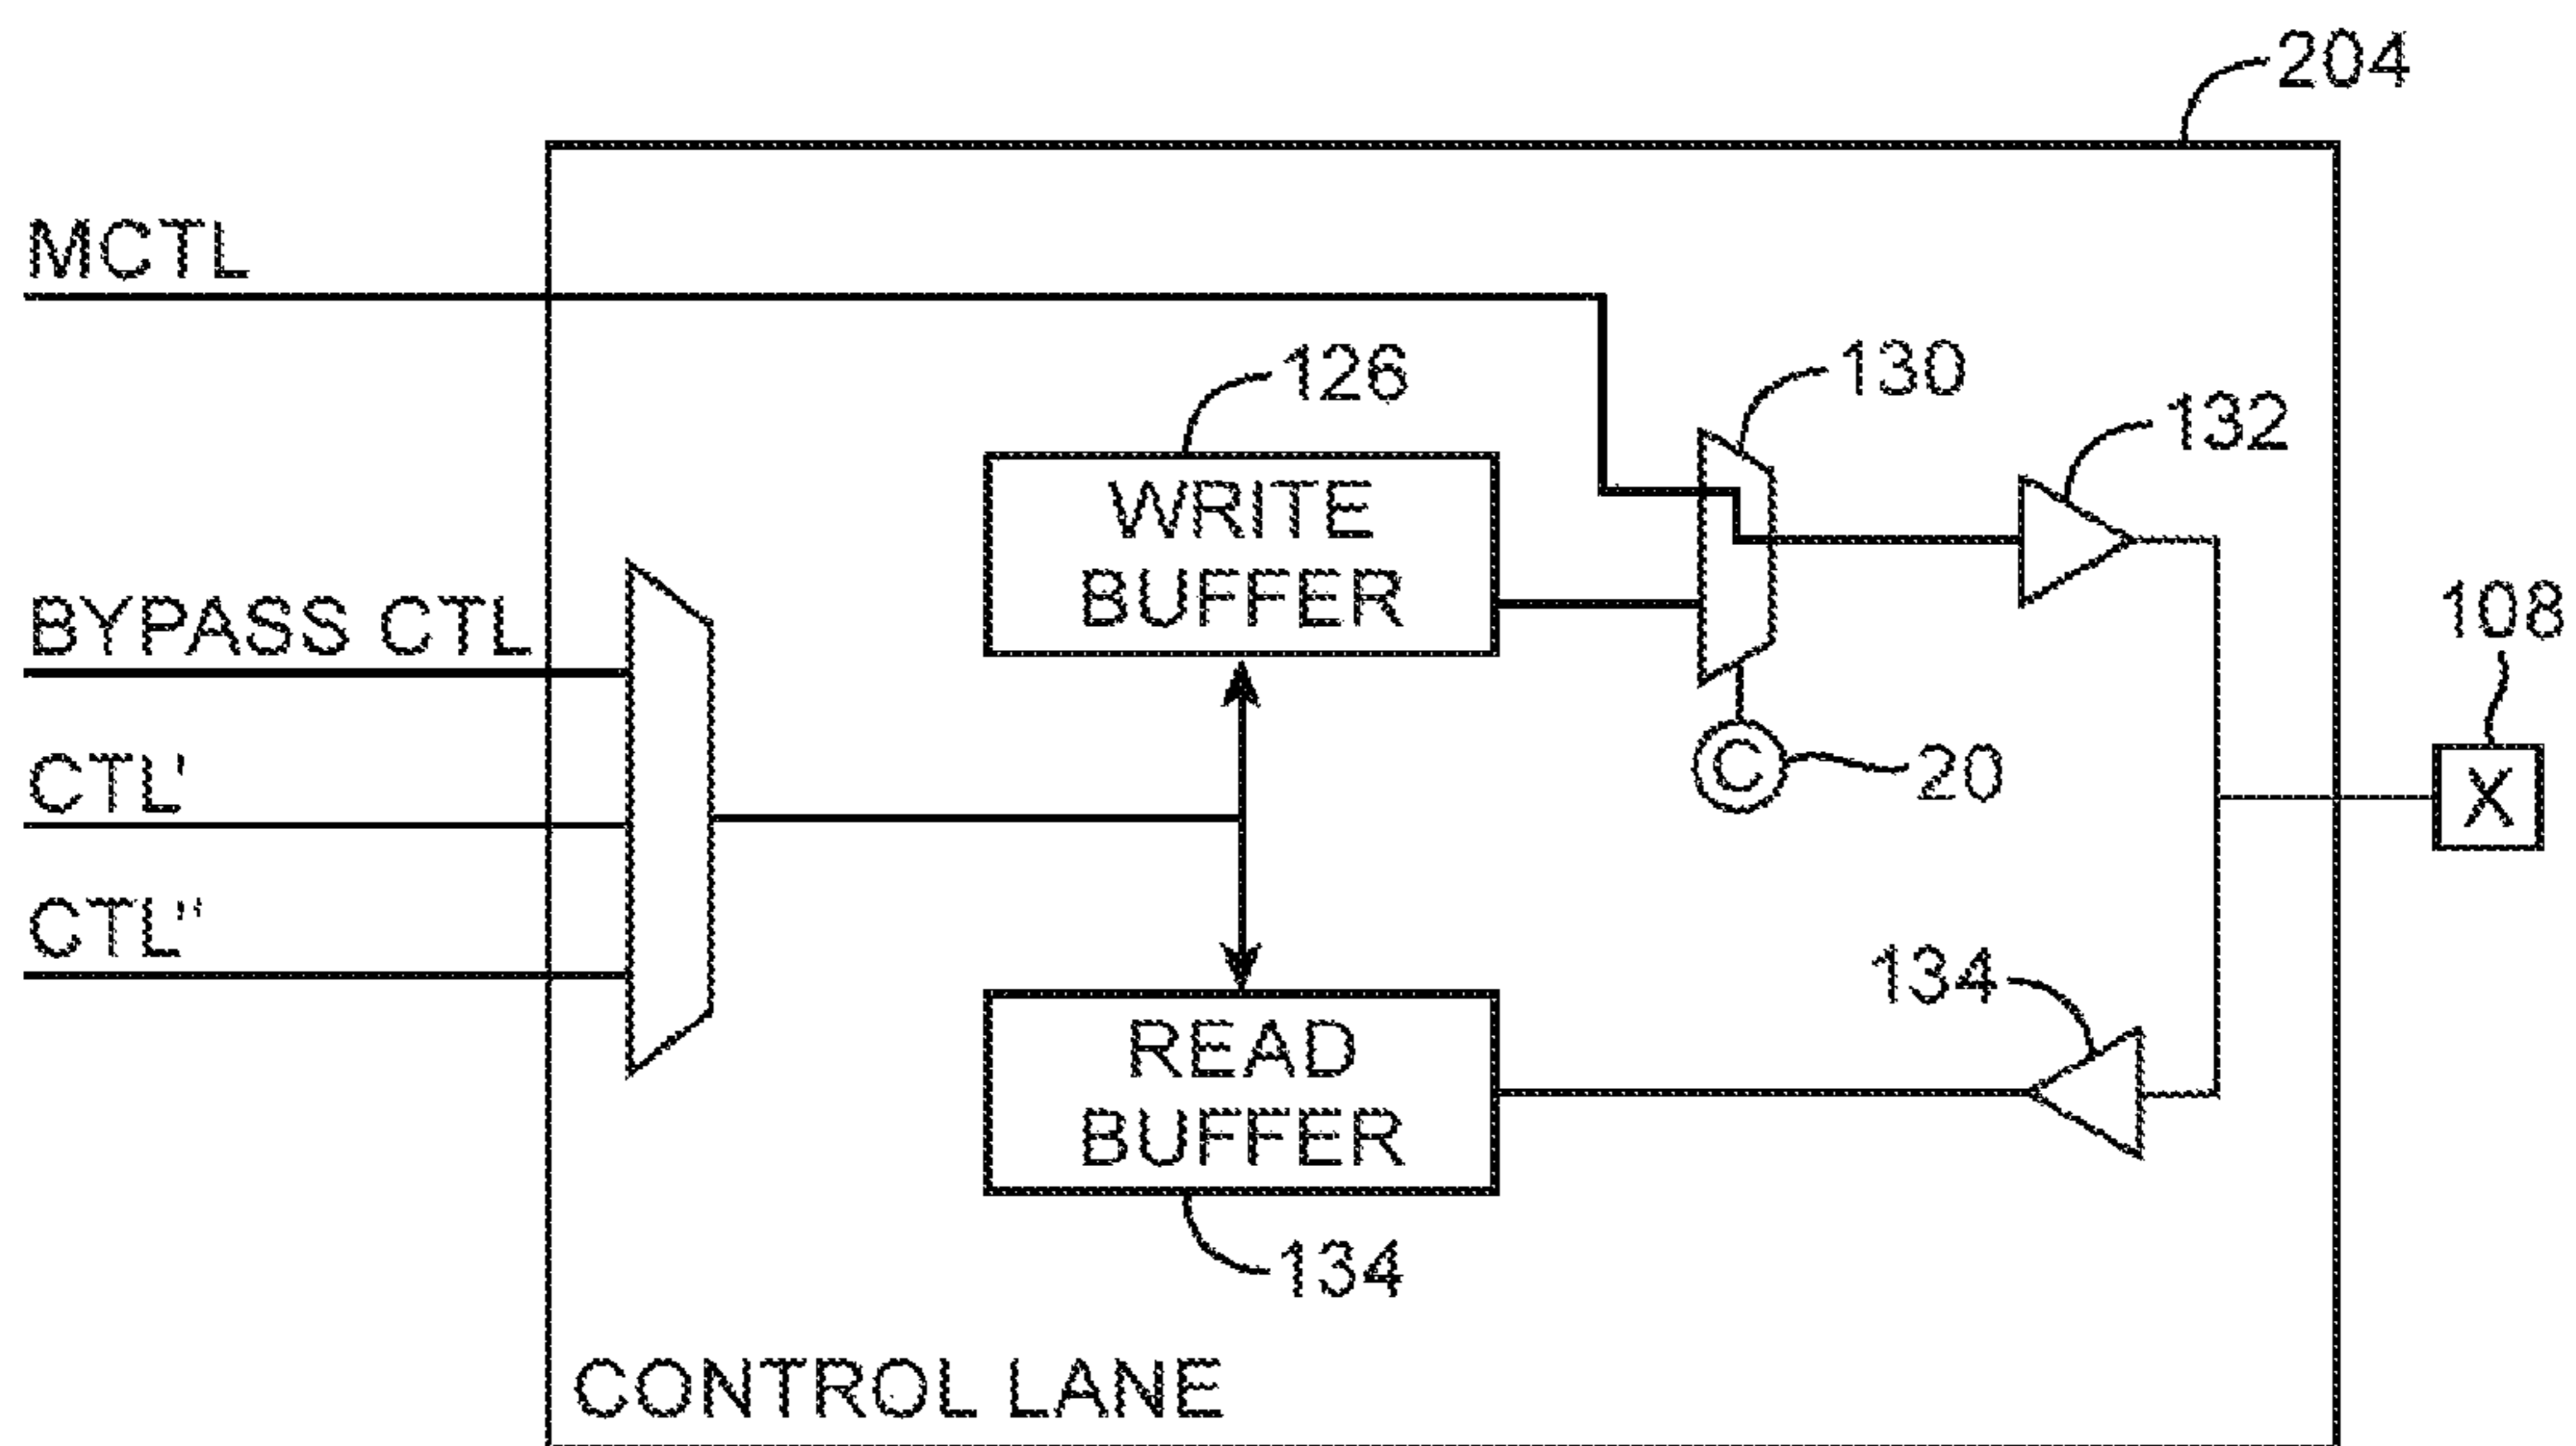 204
MCTL
126
130
132
WRITE
BUFFER
BYPASS CTL
108
CTL'
C
20
X
CTL"
134
READ
BUFFER
134
CONTROL LANE